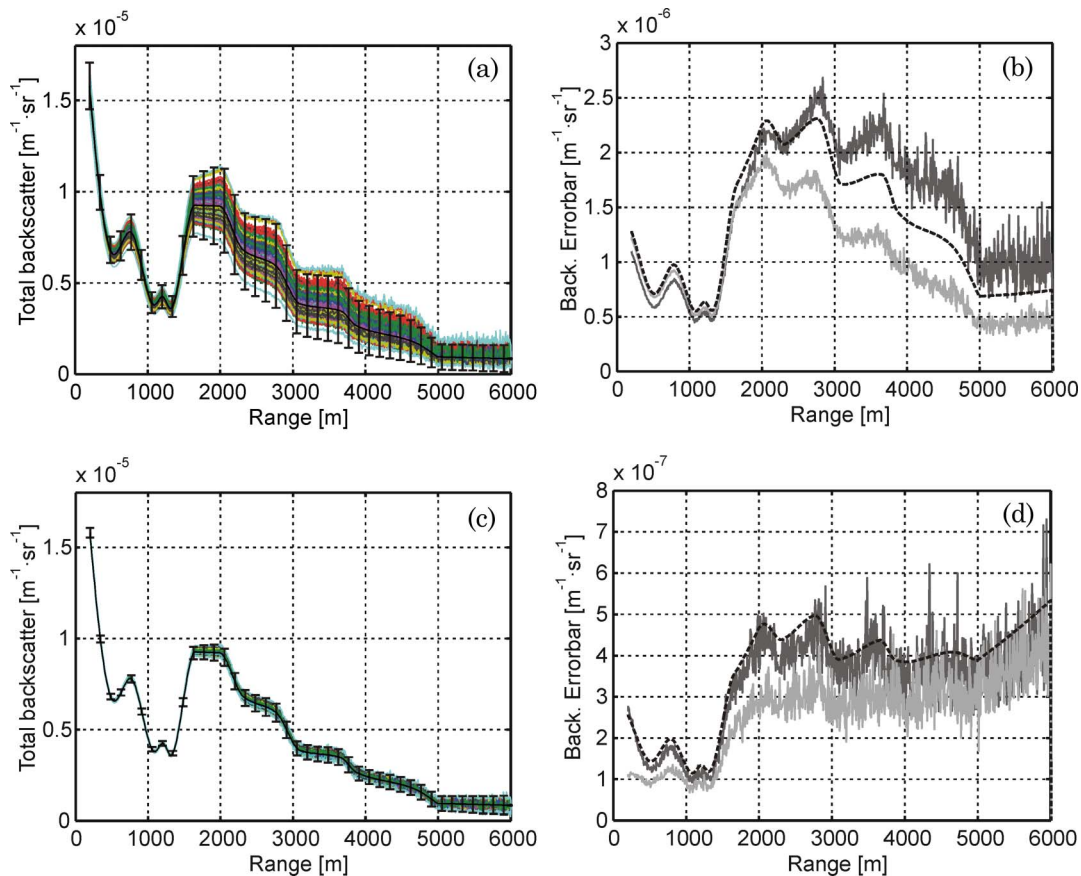 x 10⁻⁵
(a)
Total backscatter [m⁻¹·sr⁻¹]
1.5
1
0.5
0
0 1000 2000 3000 4000 5000 6000
Range [m]
x 10⁻⁶
(b)
Back. Errorbar [m⁻¹·sr⁻¹]
3
2.5
2
1.5
1
0.5
0
0 1000 2000 3000 4000 5000 6000
Range [m]
x 10⁻⁵
(c)
Total backscatter [m⁻¹·sr⁻¹]
1.5
1
0.5
0
0 1000 2000 3000 4000 5000 6000
Range [m]
x 10⁻⁷
(d)
Back. Errorbar [m⁻¹·sr⁻¹]
8
7
6
5
4
3
2
1
0
0 1000 2000 3000 4000 5000 6000
Range [m]